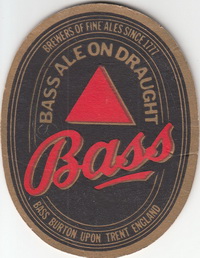 BREWERS OF FINE ALES SINCE 1777
BASS ALE ON DRAUGHT
Bass
BASS BURTON UPON TRENT ENGLAND